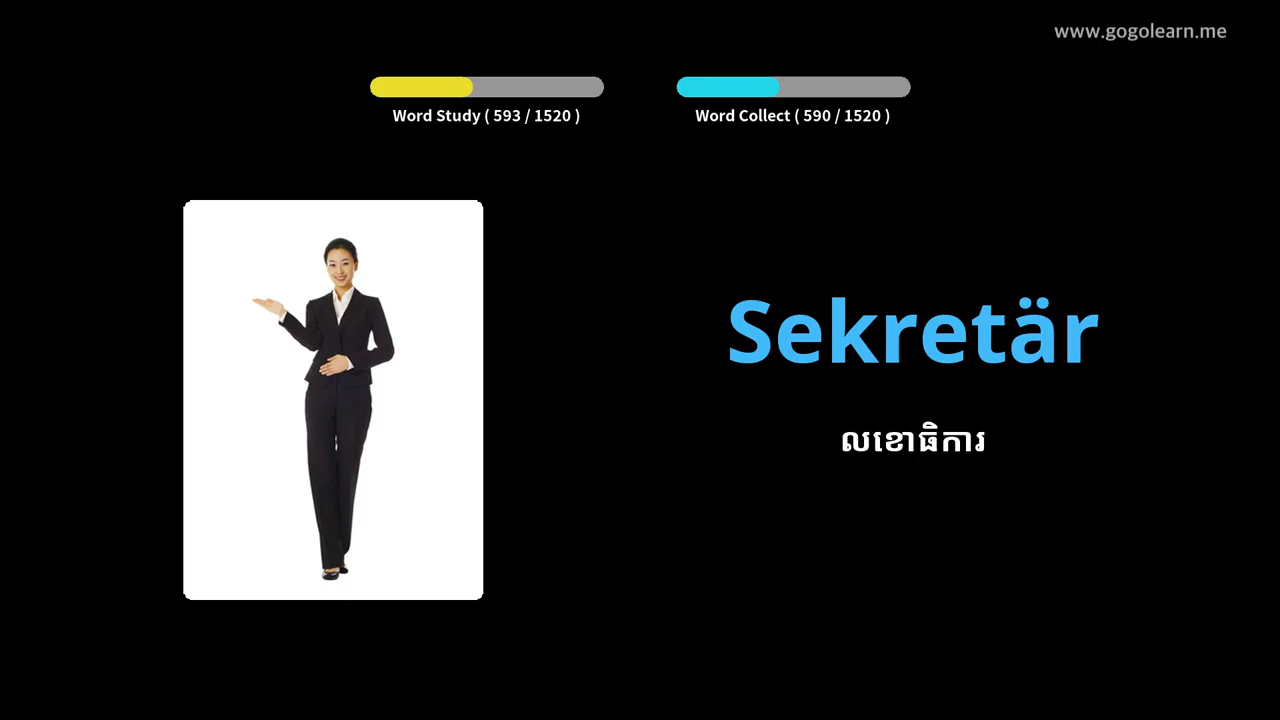 www.gogolearn.me
Word Study ( 593 / 1520 )
Word Collect ( 590 / 1520 )
Sekretär
លខោធិការ